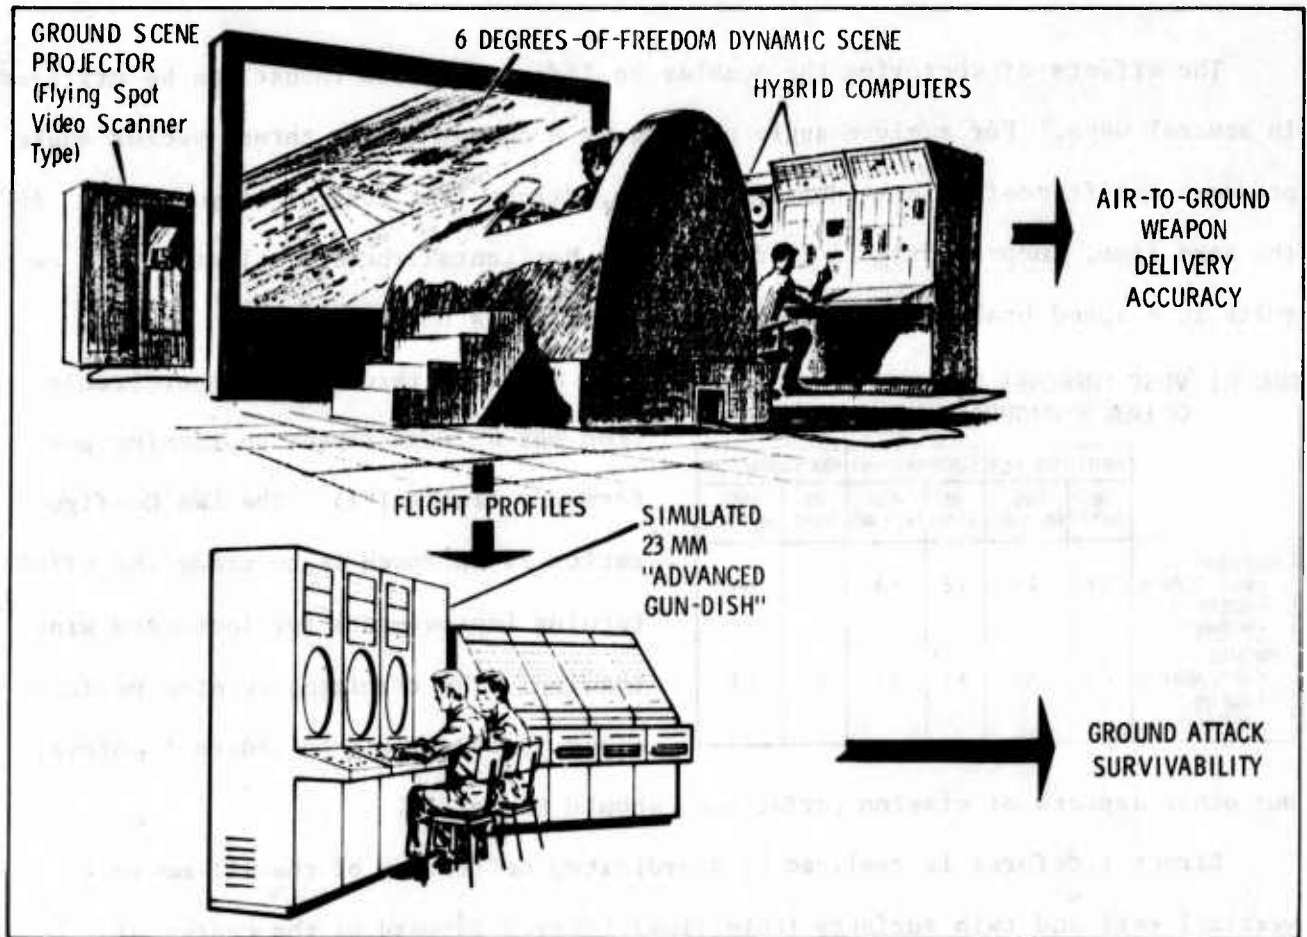 GROUND SCENE
PROJECTOR
(Flying Spot
Video Scanner
Type)
6 DEGREES-OF-FREEDOM DYNAMIC SCENE
HYBRID COMPUTERS
AIR-TO-GROUND
WEAPON
DELIVERY
ACCURACY
FLIGHT PROFILES
SIMULATED
23 MM
"ADVANCED
GUN-DISH"
GROUND ATTACK
SURVIVABILITY